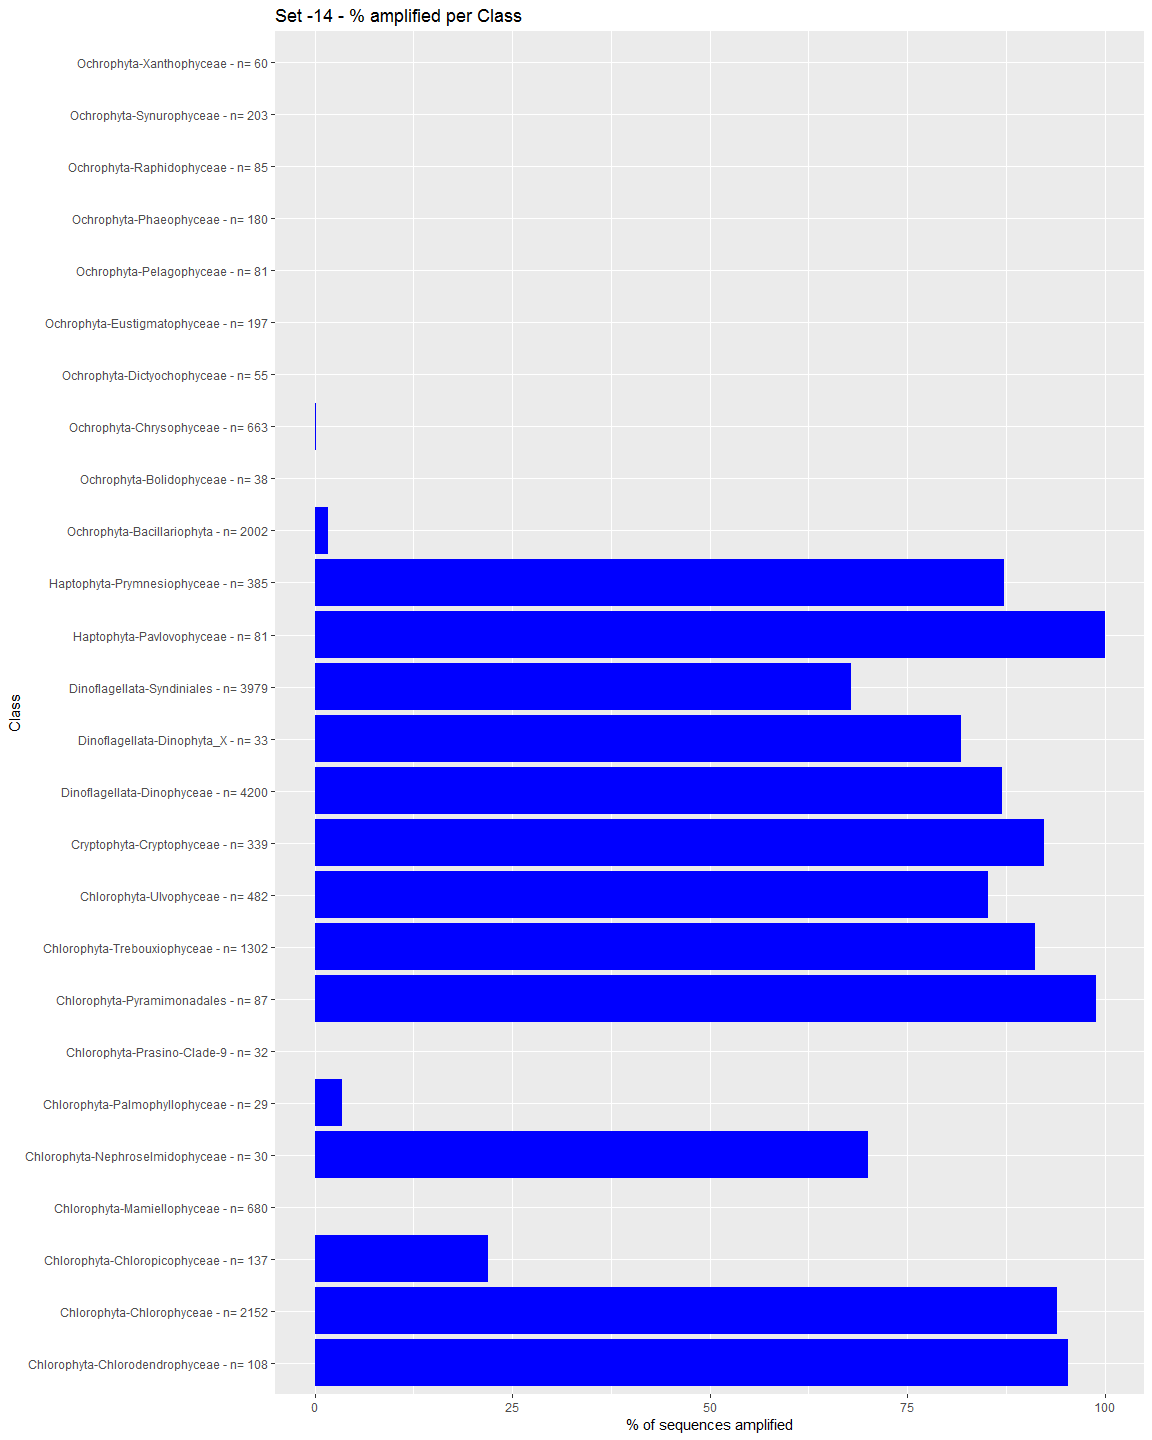 Set -14 - % amplified per Class
Ochrophyta-Xanthophyceae - n= 60
Ochrophyta-Synurophyceae - n= 203
Ochrophyta-Raphidophyceae - n= 85
Ochrophyta-Phaeophyceae - n= 180
Ochrophyta-Pelagophyceae - n= 81
Ochrophyta-Eustigmatophyceae - n= 197
Ochrophyta-Dictyochophyceae - n= 55
Ochrophyta-Chrysophyceae - n= 663
Ochrophyta-Bolidophyceae - n= 38
Ochrophyta-Bacillariophyta - n= 2002
Haptophyta-Prymnesiophyceae - n= 385
Haptophyta-Pavlovophyceae - n= 81
Dinoflagellata-Syndiniales - n= 3979
Dinoflagellata-Dinophyta_X - n= 33
Dinoflagellata-Dinophyceae - n= 4200
Cryptophyta-Cryptophyceae - n= 339
Chlorophyta-Ulvophyceae - n= 482
Chlorophyta-Trebouxiophyceae - n= 1302
Chlorophyta-Pyramimonadales - n= 87
Chlorophyta-Prasino-Clade-9 - n= 32
Chlorophyta-Palmophyllophyceae - n= 29
Chlorophyta-Nephroselmidophyceae - n= 30
Chlorophyta-Mamiellophyceae - n= 680
Chlorophyta-Chloropicophyceae - n= 137
Chlorophyta-Chlorophyceae - n= 2152
Chlorophyta-Chlorodendrophyceae - n= 108
Class
0 25 50 75 100
% of sequences amplified